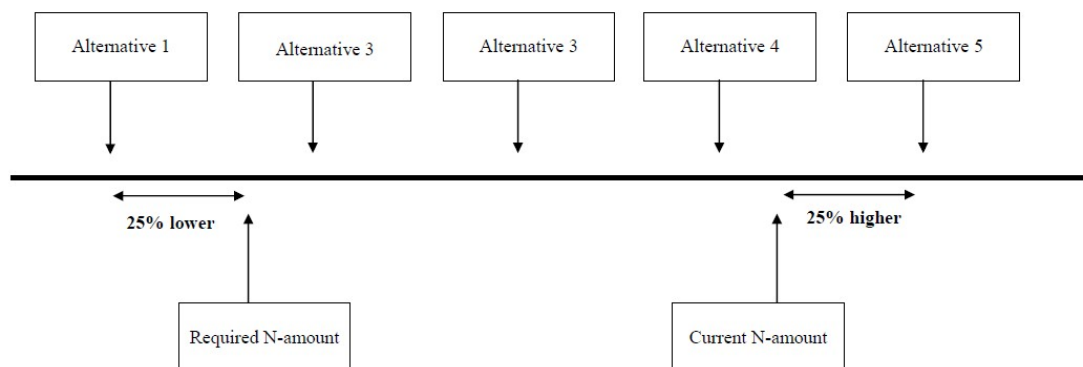 Alternative 1
Alternative 3
Alternative 3
Alternative 4
Alternative 5
25% lower
25% higher
Required N-amount
Current N-amount